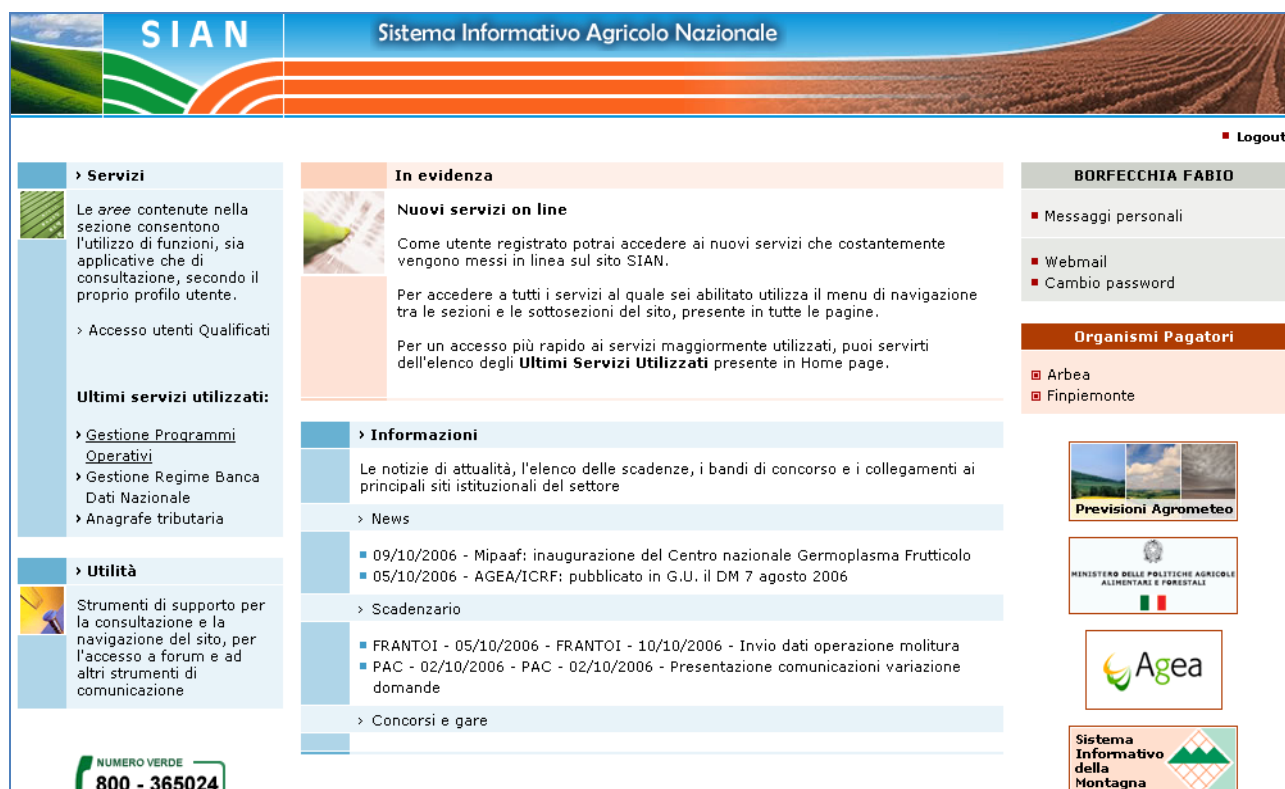 SIAN
Sistema Informativo Agricolo Nazionale
Logout
› Servizi
Le aree contenute nella
sezione consentono
l'utilizzo di funzioni, sia
applicative che di
consultazione, secondo il
proprio profilo utente.
› Accesso utenti Qualificati
Ultimi servizi utilizzati:
› Gestione Programmi
Operativi
› Gestione Regime Banca
Dati Nazionale
› Anagrafe tributaria
› Utilità
Strumenti di supporto per
la consultazione e la
navigazione del sito, per
l'accesso a forum e ad
altri strumenti di
comunicazione
NUMERO VERDE
800 - 365024
In evidenza
Nuovi servizi on line
Come utente registrato potrai accedere ai nuovi servizi che costantemente
vengono messi in linea sul sito SIAN.
Per accedere a tutti i servizi al quale sei abilitato utilizza il menu di navigazione
tra le sezioni e le sottosezioni del sito, presente in tutte le pagine.
Per un accesso più rapido ai servizi maggiormente utilizzati, puoi servirti
dell'elenco degli Ultimi Servizi Utilizzati presente in Home page.
› Informazioni
Le notizie di attualità, l'elenco delle scadenze, i bandi di concorso e i collegamenti ai
principali siti istituzionali del settore
› News
09/10/2006 - Mipaaf: inaugurazione del Centro nazionale Germoplasma Frutticolo
05/10/2006 - AGEA/ICRF: pubblicato in G.U. il DM 7 agosto 2006
› Scadenzario
FRANTOI - 05/10/2006 - FRANTOI - 10/10/2006 - Invio dati operazione molitura
PAC - 02/10/2006 - PAC - 02/10/2006 - Presentazione comunicazioni variazione
domande
› Concorsi e gare
BORFECCHIA FABIO
Messaggi personali
Webmail
Cambio password
Organismi Pagatori
Arbea
Finpiemonte
Previsioni Agrometeo
MINISTERO DELLE POLITICHE AGRICOLE
ALIMENTARI E FORESTALI
Agea
Sistema
Informativo
della
Montagna